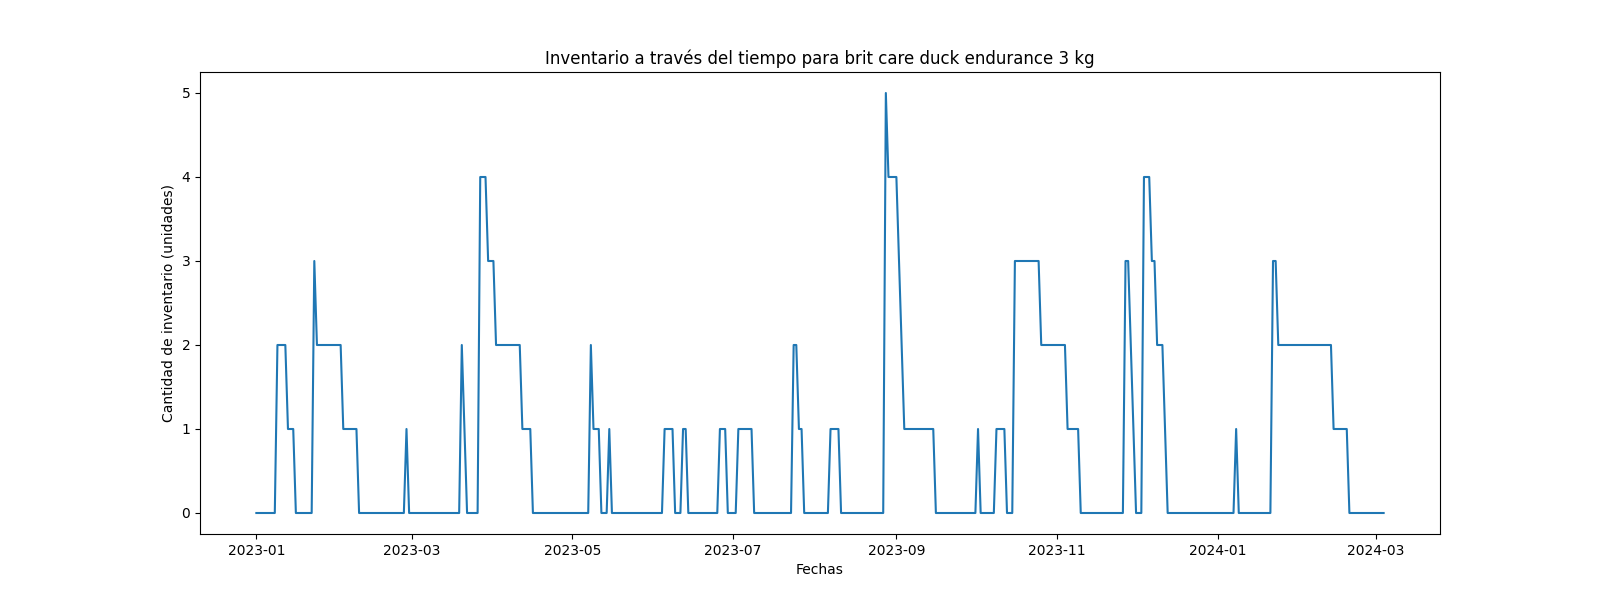 Inventario a través del tiempo para brit care duck endurance 3 kg
Cantidad de inventario (unidades)
5
4
3
2
1
0
2023-01 2023-03 2023-05 2023-07 2023-09 2023-11 2024-01 2024-03
Fechas